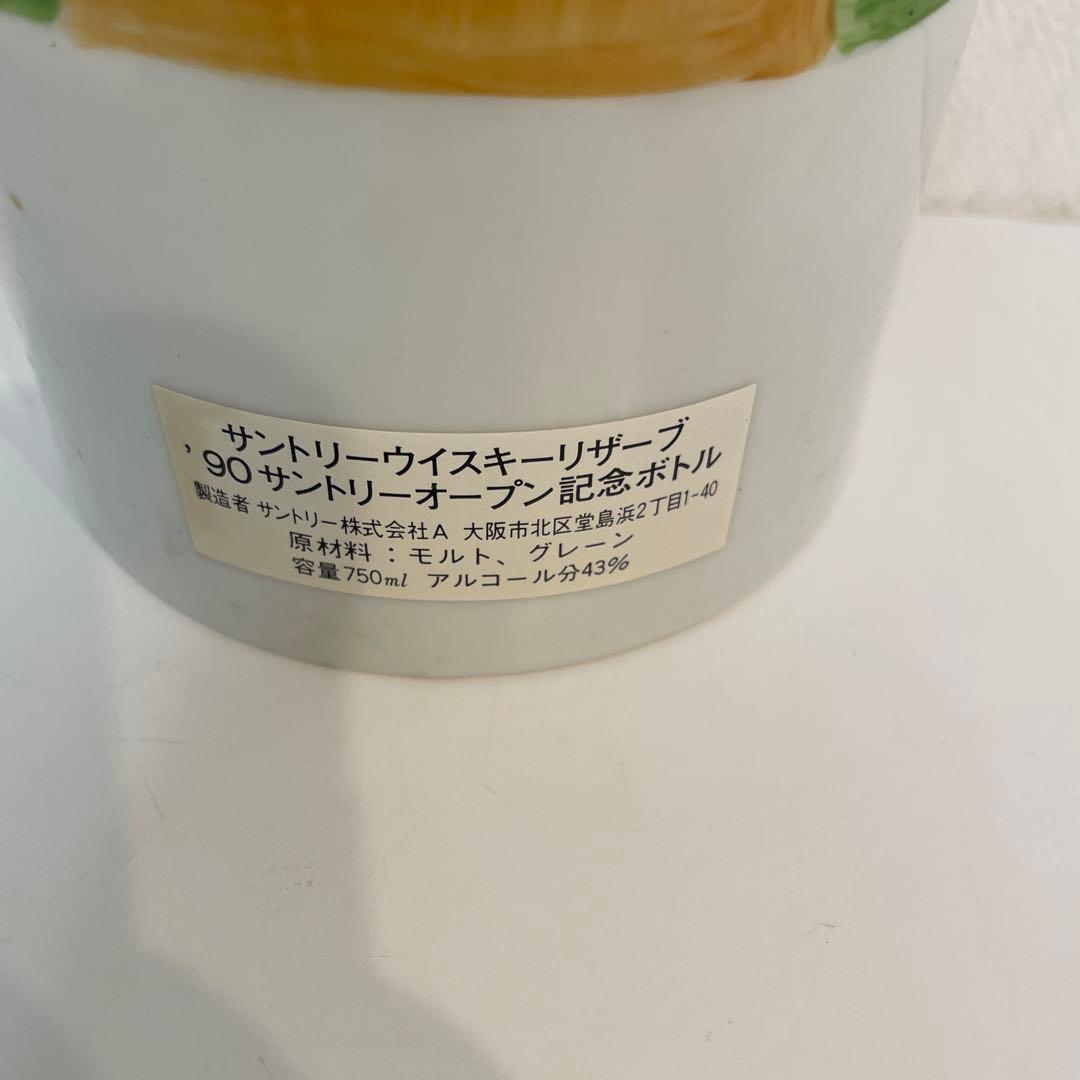 サントリーウイスキーリザーブ
’90サントリーオープン記念ボトル
製造者 サントリー株式会社A 大阪市北区堂島浜2丁目1-40
原材料：モルト、グレーン
容量750ml アルコール分43%